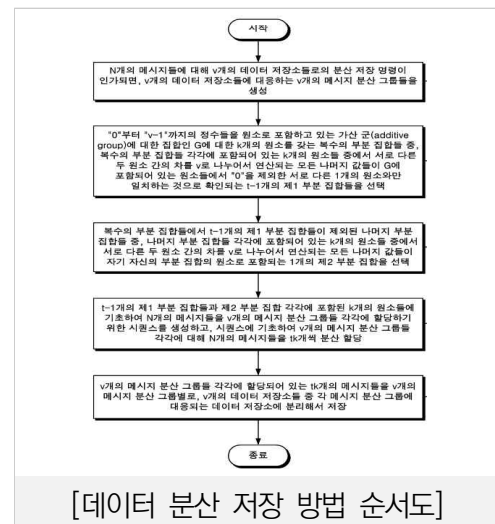 시작
N개의 메시지들에 대해 v개의 데이터 저장소들로의 분산 저장 명령이
인가되면, v개의 데이터 저장소들에 대응하는 v개의 메시지 분산 그룹들을
생성
"0"부터 "v-1"까지의 정수들을 원소로 포함하고 있는 가산 군(additive
group)에 대한 집합인 G에 대한 k개의 원소를 갖는 복수의 부분 집합들 중,
복수의 부분 집합들 각각에 포함되어 있는 k개의 원소들 중에서 서로 다른
두 원소 간의 차를 v로 나누어서 연산되는 모든 나머지 값들이 G에
포함되어 있는 원소들에서 "0"을 제외한 서로 다른 1개의 원소와만
일치하는 것으로 확인되는 t-1개의 제1 부분 집합들을 선택
복수의 부분 집합들에서 t-1개의 제1 부분 집합들이 제외된 나머지 부분
집합들 중, 나머지 부분 집합들 각각에 포함되어 있는 k개의 원소들 중에서
서로 다른 두 원소 간의 차를 v로 나누어서 연산되는 모든 나머지 값들이
자기 자신의 부분 집합의 원소로 포함되는 1개의 제2 부분 집합을 선택
t-1개의 제1 부분 집합들과 제2 부분 집합 각각에 포함된 k개의 원소들에
기초하여 N개의 메시지들을 v개의 메시지 분산 그룹들 각각에 할당하기
위한 시퀀스를 생성하고, 시퀀스에 기초하여 v개의 메시지 분산 그룹들
각각에 대해 N개의 메시지들을 tk개씩 분산 할당
v개의 메시지 분산 그룹들 각각에 할당되어 있는 tk개의 메시지들을 v개의
메시지 분산 그룹별로, v개의 데이터 저장소들 중 각 메시지 분산 그룹에
대응되는 데이터 저장소에 분리해서 저장
종료
[데이터 분산 저장 방법 순서도]